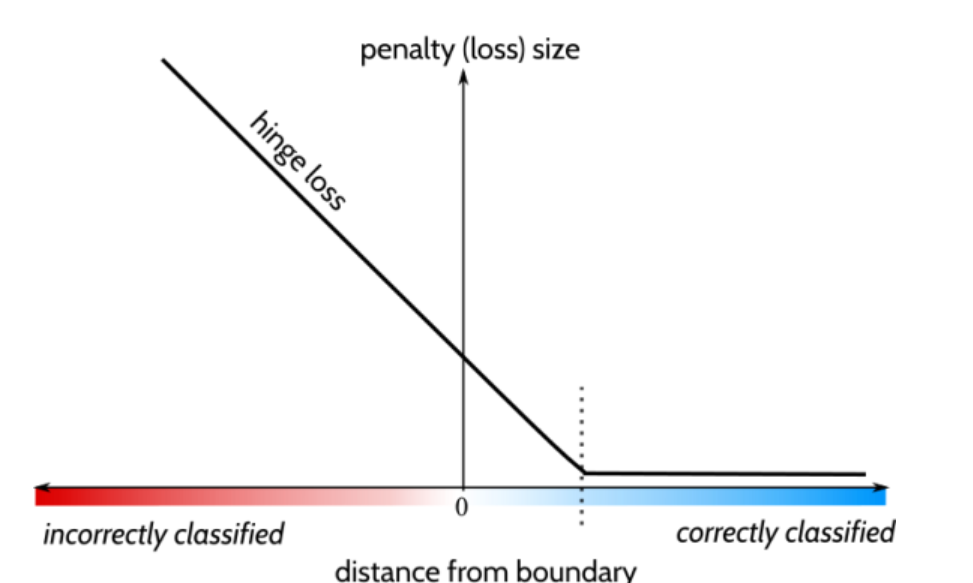 penalty (loss) size
hinge loss
0
incorrectly classified
correctly classified
distance from boundary